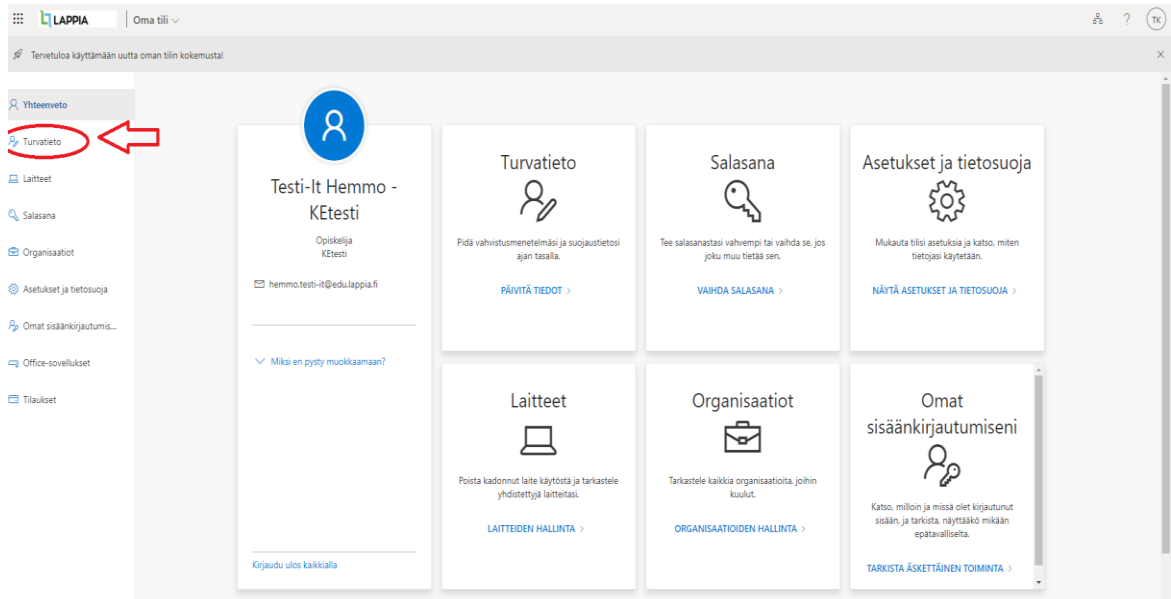 LAPPIA
Oma tili
?
TK
Tervetuloa käyttämään uutta oman tilin kokemusta!
Yhteenveto
Turvatieto
Laitteet
Salasana
Organisaatiot
Asetukset ja tietosuoja
Omat sisäänkirjautumis...
Office-sovellukset
Tilaukset
Testi-It Hemmo -
KEtesti
Opiskelija
KEtesti
hemmo.testi-it@edu.lappia.fi
Miksi en pysty muokkaamaan?
Kirjaudu ulos kaikkialla
Turvatieto
Pidä vahvistusmenetelmäsi ja suojaustietosi
ajan tasalla.
PÄIVITÄ TIEDOT >
Salasana
Tee salasanastasi vahvempi tai vaihda se, jos
joku muu tietää sen.
VAIHDA SALASANA >
Asetukset ja tietosuoja
Mukauta tilisi asetuksia ja katso, miten
tietojasi käytetään.
NÄYTÄ ASETUKSET JA TIETOSUOJA >
Laitteet
Poista kadonnut laite käytöstä ja tarkastele
yhdistettyjä laitteitasi.
LAITTEIDEN HALLINTA >
Organisaatiot
Tarkastele kaikkia organisaatioita, joihin
kuulut.
ORGANISAATIOIDEN HALLINTA >
Omat
sisäänkirjautumiseni
Katso, milloin ja missä olet kirjautunut
sisään, ja tarkista, näyttääkö mikään
epätavalliselta.
TARKISTA ÄSKETTÄINEN TOIMINTA >